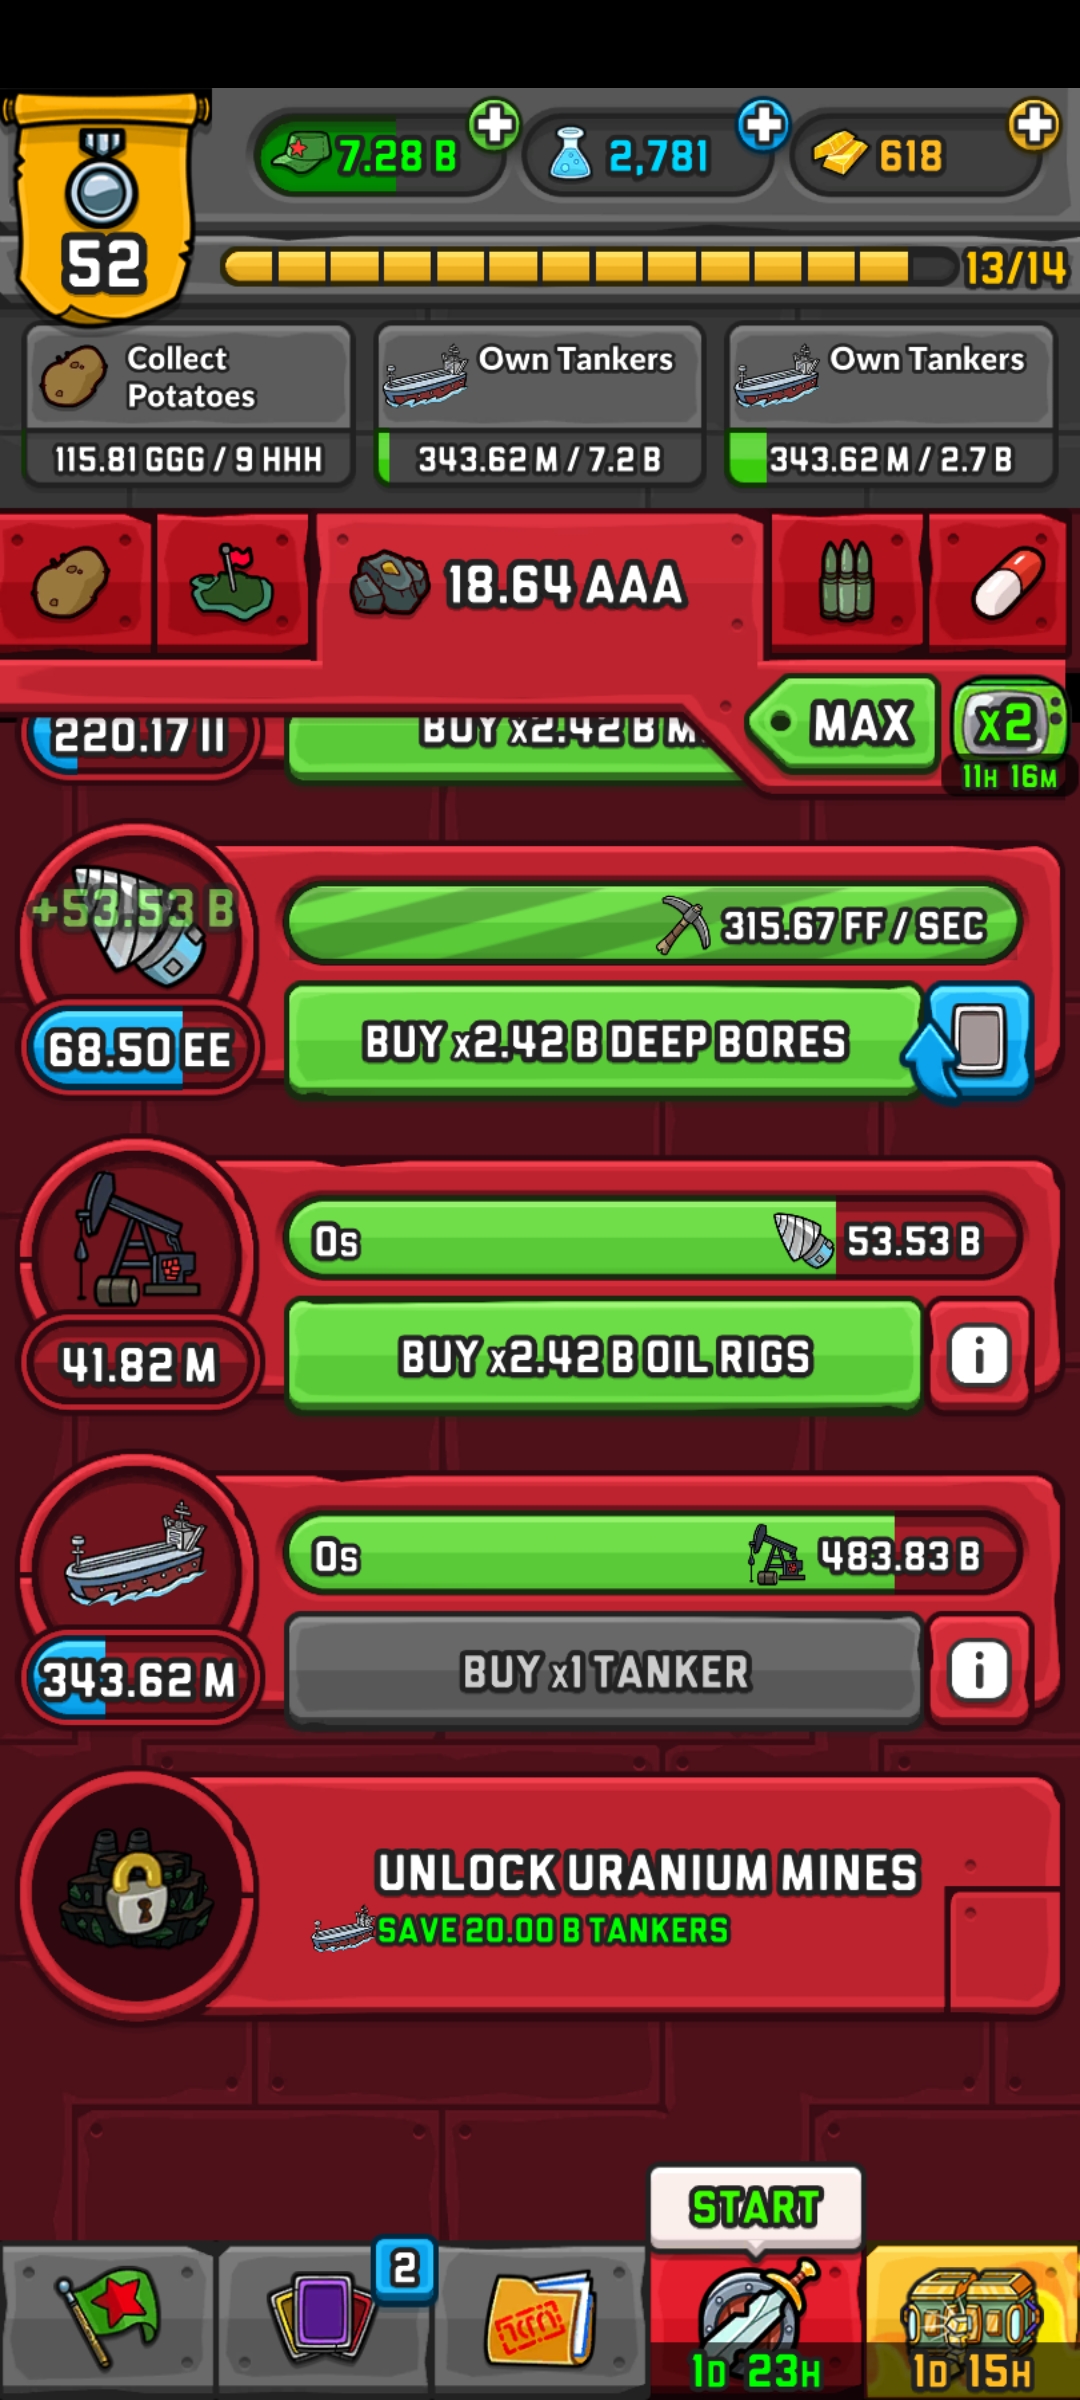 7.28 B
2,781
618
52
13/14
Collect
Potatoes
115.81 GGG / 9 HHH
Own Tankers
343.62 M / 7.2 B
Own Tankers
343.62 M / 2.7 B
18.64 AAA
MAX
x2
11H 16M
220.17 II
BUY x2.42 B M
+53.53 B
315.67 FF / SEC
68.50 EE
BUY x2.42 B DEEP BORES
0s
53.53 B
41.82 M
BUY x2.42 B OIL RIGS
i
0s
483.83 B
343.62 M
BUY x1 TANKER
i
UNLOCK URANIUM MINES
SAVE 20.00 B TANKERS
START
2
1D 23H
1D 15H